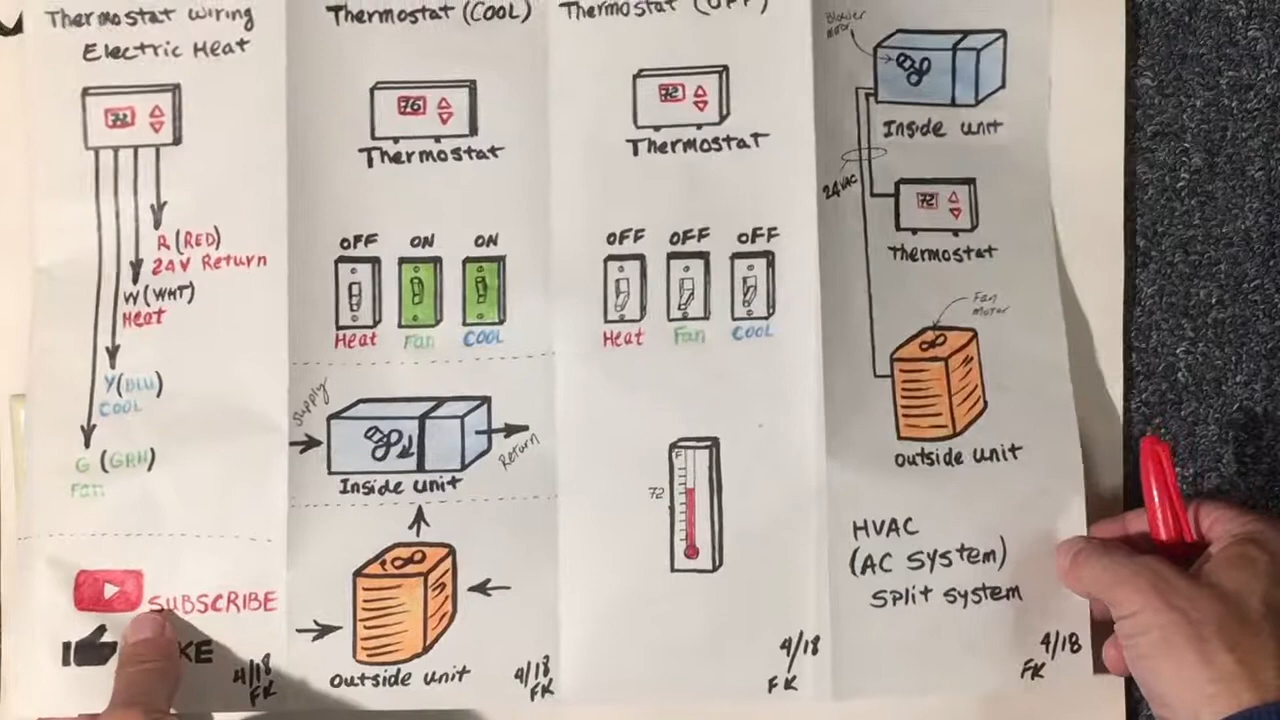 Thermostat wiring
Electric Heat
72
R (RED)
24V Return
W (WHT)
Heat
Y (BLU)
COOL
G (GRN)
Fan
SUBSCRIBE
4/18
FK
Thermostat (COOL)
76
Thermostat
OFF ON ON
Heat Fan COOL
Supply
Return
Inside unit
outside unit
4/18
FK
Thermostat (OFF)
72
Thermostat
OFF OFF OFF
Heat Fan COOL
F
72
4/18
FK
Blower
motor
Inside unit
24VAC
72
Thermostat
Fan
motor
outside unit
HVAC
(AC System)
Split system
4/18
FK